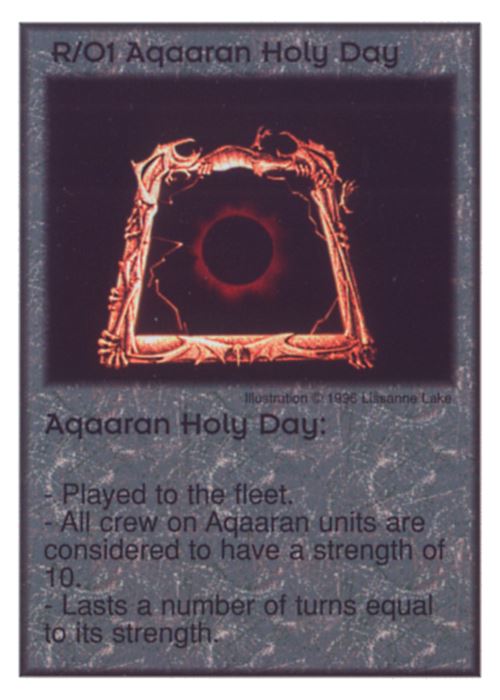 R/O1 Aqaaran Holy Day
Illustration © 1996 Lissanne Lake
Aqaaran Holy Day:
- Played to the fleet.
- All crew on Aqaaran units are
considered to have a strength of
10.
- Lasts a number of turns equal
to its strength.